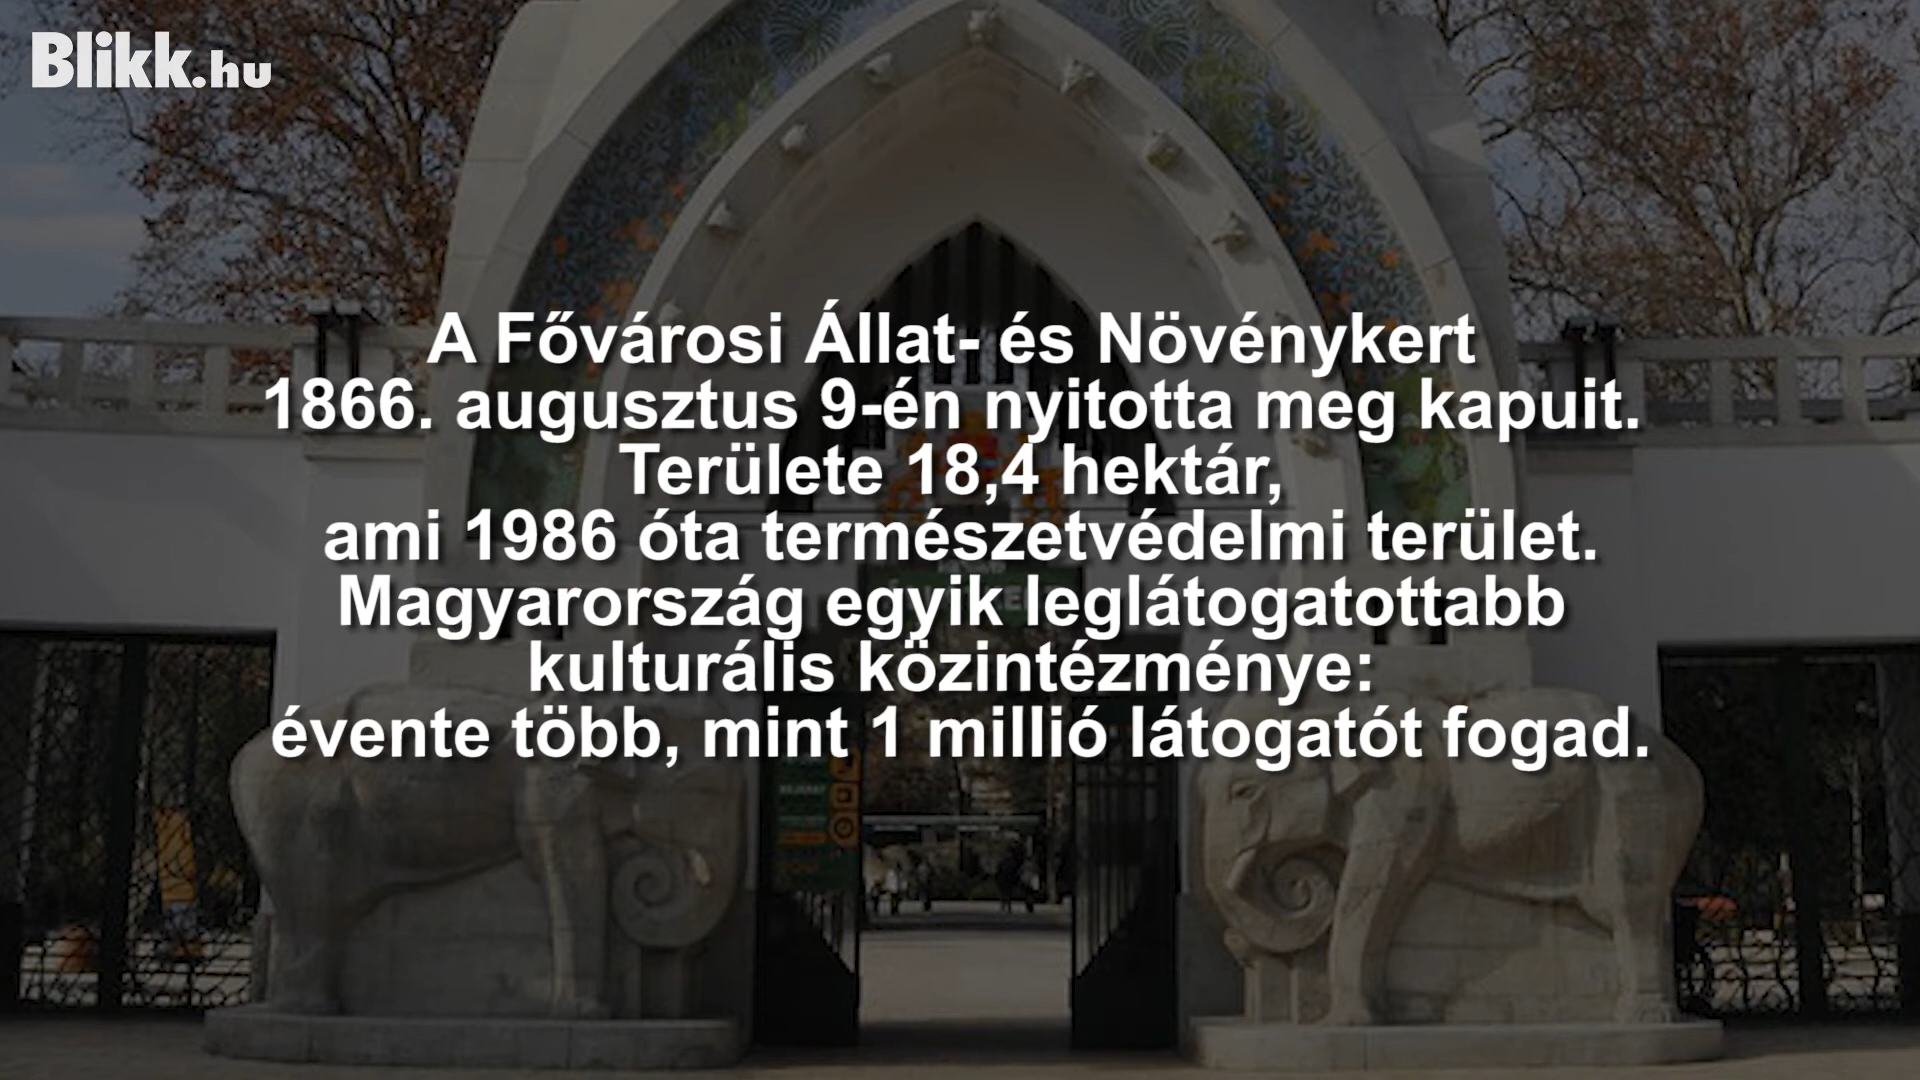 Blikk.hu
A Fővárosi Állat- és Növénykert
1866. augusztus 9-én nyitotta meg kapuit.
Területe 18,4 hektár,
ami 1986 óta természetvédelmi terület.
Magyarország egyik leglátogatottabb
kulturális közintézménye:
évente több, mint 1 millió látogatót fogad.